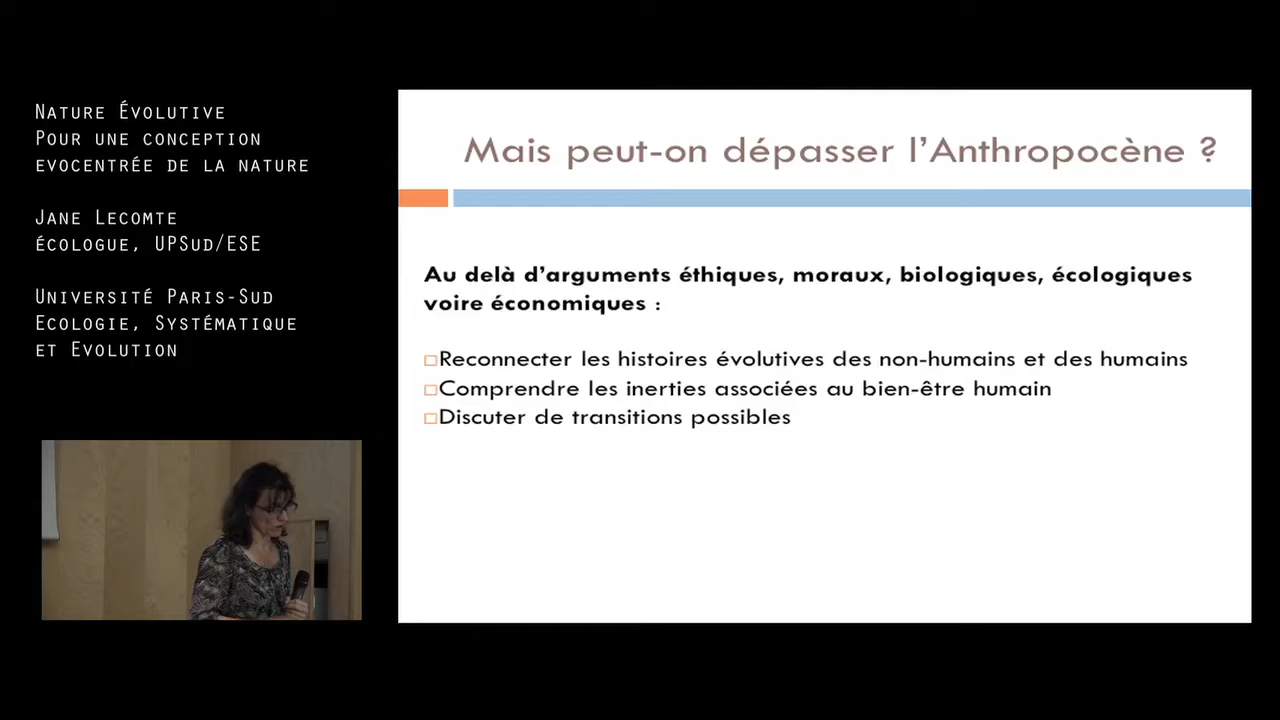 Nature Évolutive
Pour une conception
evocentrée de la nature
Jane Lecomte
écologue, UPSud/ESE
Université Paris-Sud
Ecologie, Systématique
et Evolution
Mais peut-on dépasser l’Anthropocène ?
Au delà d’arguments éthiques, moraux, biologiques, écologiques
voire économiques :
Reconnecter les histoires évolutives des non-humains et des humains
Comprendre les inerties associées au bien-être humain
Discuter de transitions possibles